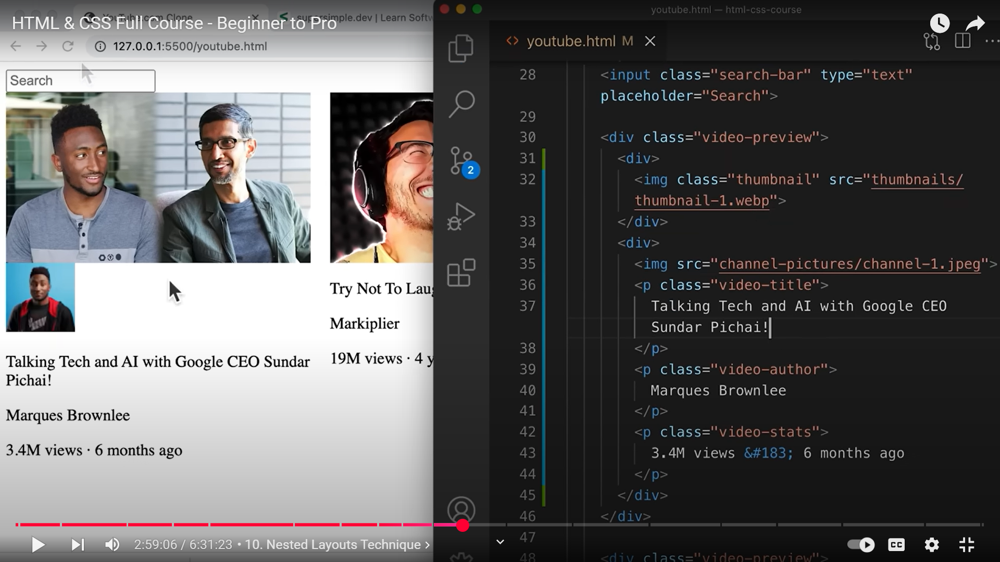 YouTube.com Clone
supersimple.dev | Learn Softw
HTML & CSS Full Course - Beginner to Pro
127.0.0.1:5500/youtube.html
Search
Talking Tech and AI with Google CEO Sundar
Pichai!
Marques Brownlee
3.4M views · 6 months ago
Try Not To Laug
Markiplier
19M views · 4 y
youtube.html — html-css-course
youtube.html M
2
28 <input class="search-bar" type="text"
placeholder="Search">
29
30 <div class="video-preview">
31 <div>
32 <img class="thumbnail" src="thumbnails/
thumbnail-1.webp">
33 </div>
34 <div>
35 <img src="channel-pictures/channel-1.jpeg">
36 <p class="video-title">
37 Talking Tech and AI with Google CEO
Sundar Pichai!
38 </p>
39 <p class="video-author">
40 Marques Brownlee
41 </p>
42 <p class="video-stats">
43 3.4M views &#183; 6 months ago
44 </p>
45 </div>
46 </div>
47
48 <div class="video-preview">
2:59:06 / 6:31:23 • 10. Nested Layouts Technique
CC